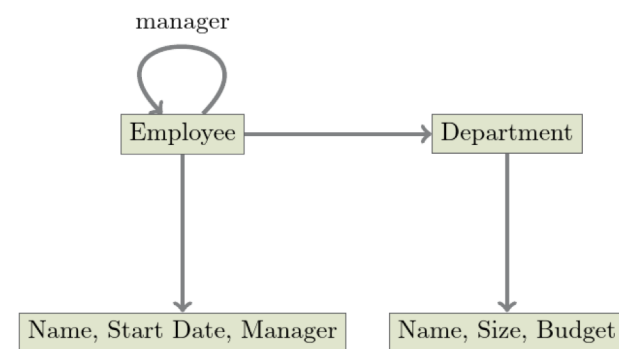 manager
Employee
Department
Name, Start Date, Manager
Name, Size, Budget